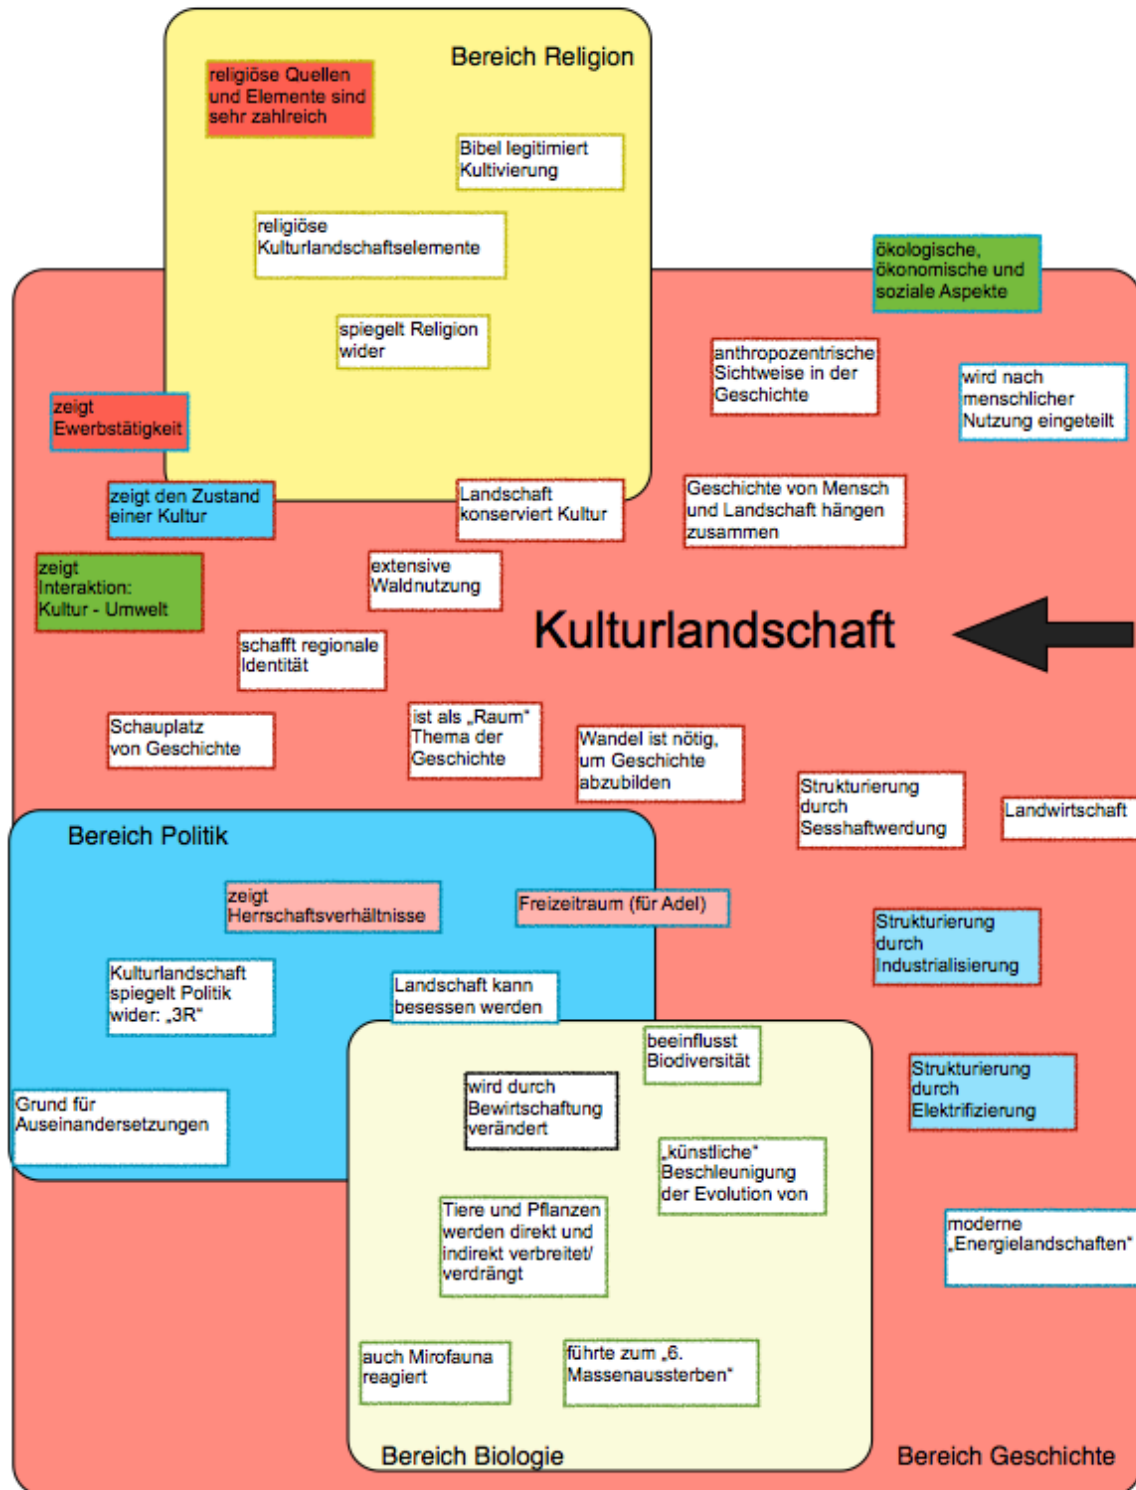 Bereich Religion
religiöse Quellen
und Elemente sind
sehr zahlreich
Bibel legitimiert
Kultivierung
religiöse
Kulturlandschaftselemente
spiegelt Religion
wider
ökologische,
ökonomische und
soziale Aspekte
anthropozentrische
Sichtweise in der
Geschichte
wird nach
menschlicher
Nutzung eingeteilt
zeigt
Ewerbstätigkeit
zeigt den Zustand
einer Kultur
Landschaft
konserviert Kultur
Geschichte von Mensch
und Landschaft hängen
zusammen
zeigt
Interaktion:
Kultur - Umwelt
extensive
Waldnutzung
Kulturlandschaft
schafft regionale
Identität
Schauplatz
von Geschichte
ist als „Raum“
Thema der
Geschichte
Wandel ist nötig,
um Geschichte
abzubilden
Strukturierung
durch
Sesshaftwerdung
Landwirtschaft
Bereich Politik
zeigt
Herrschaftsverhältnisse
Freizeitraum (für Adel)
Strukturierung
durch
Industrialisierung
Kulturlandschaft
spiegelt Politik
wider: „3R“
Landschaft kann
besessen werden
beeinflusst
Biodiversität
Strukturierung
durch
Elektrifizierung
wird durch
Bewirtschaftung
verändert
Grund für
Auseinandersetzungen
„künstliche“
Beschleunigung
der Evolution von
Tiere und Pflanzen
werden direkt und
indirekt verbreitet/
verdrängt
moderne
„Energielandschaften“
auch Mirofauna
reagiert
führte zum „6.
Massenaussterben“
Bereich Biologie
Bereich Geschichte